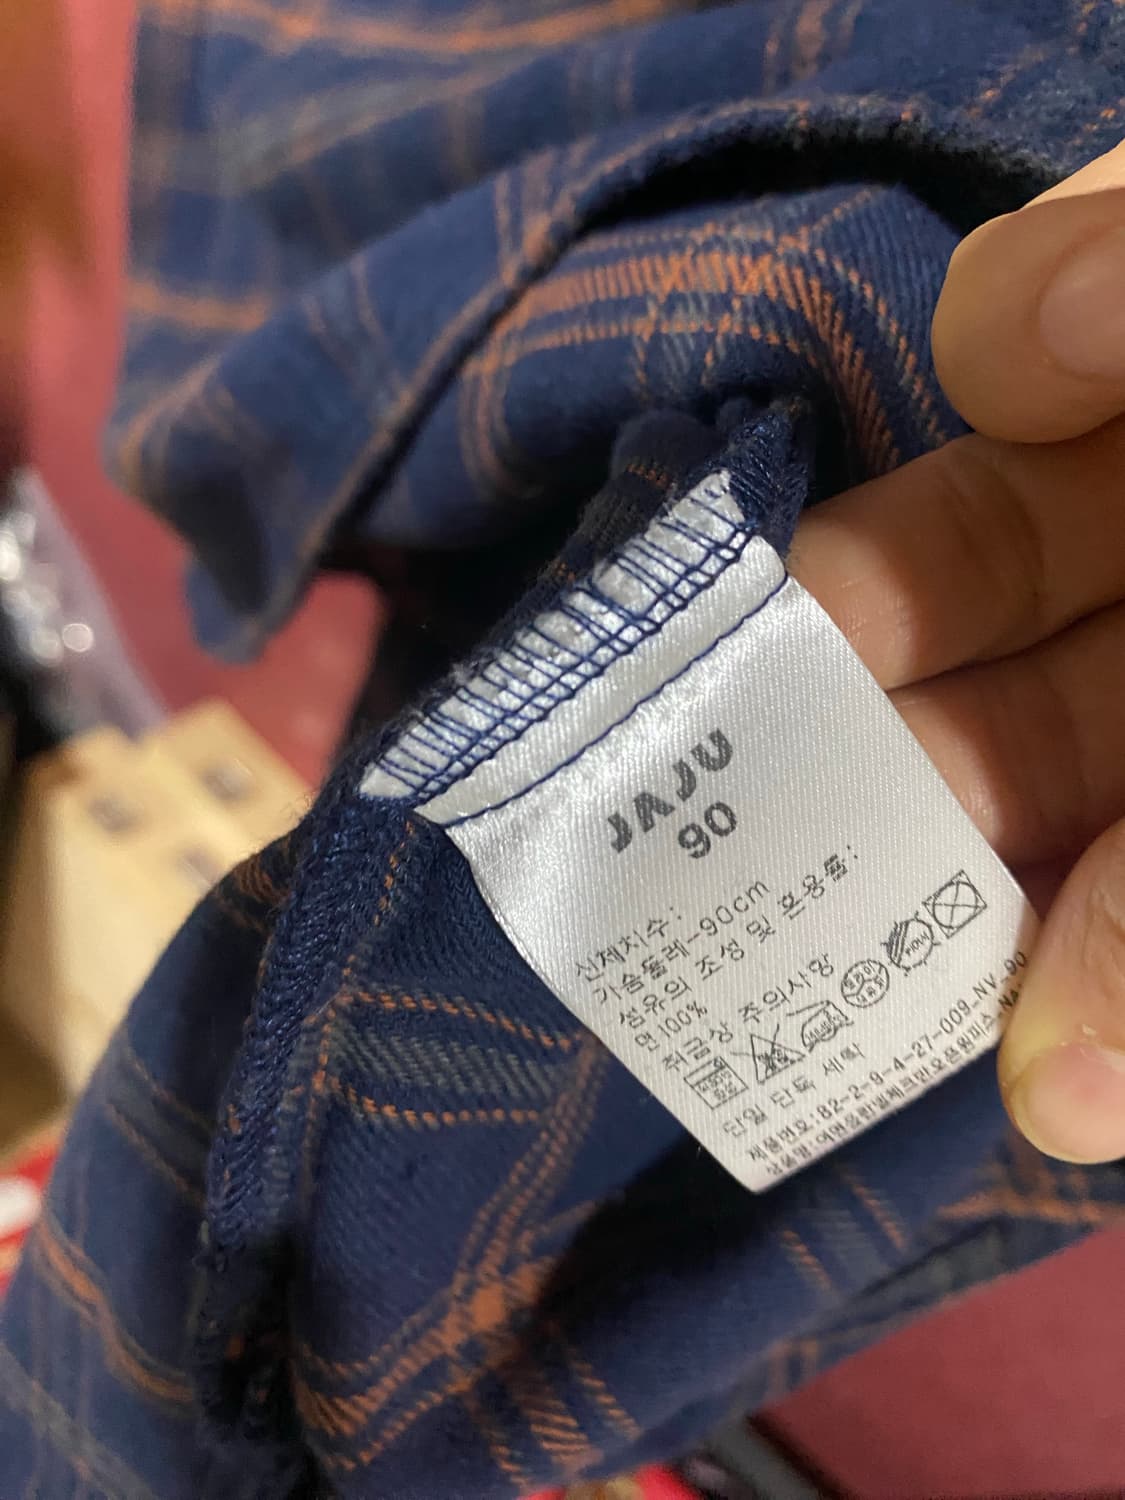 JAJU
90
신체치수:
가슴둘레-90cm
섬유의 조성 및 혼용률:
면 100%
취급상 주의사항
단일 단독 세탁
제품번호:82-2-9-4-27-009_NV_90